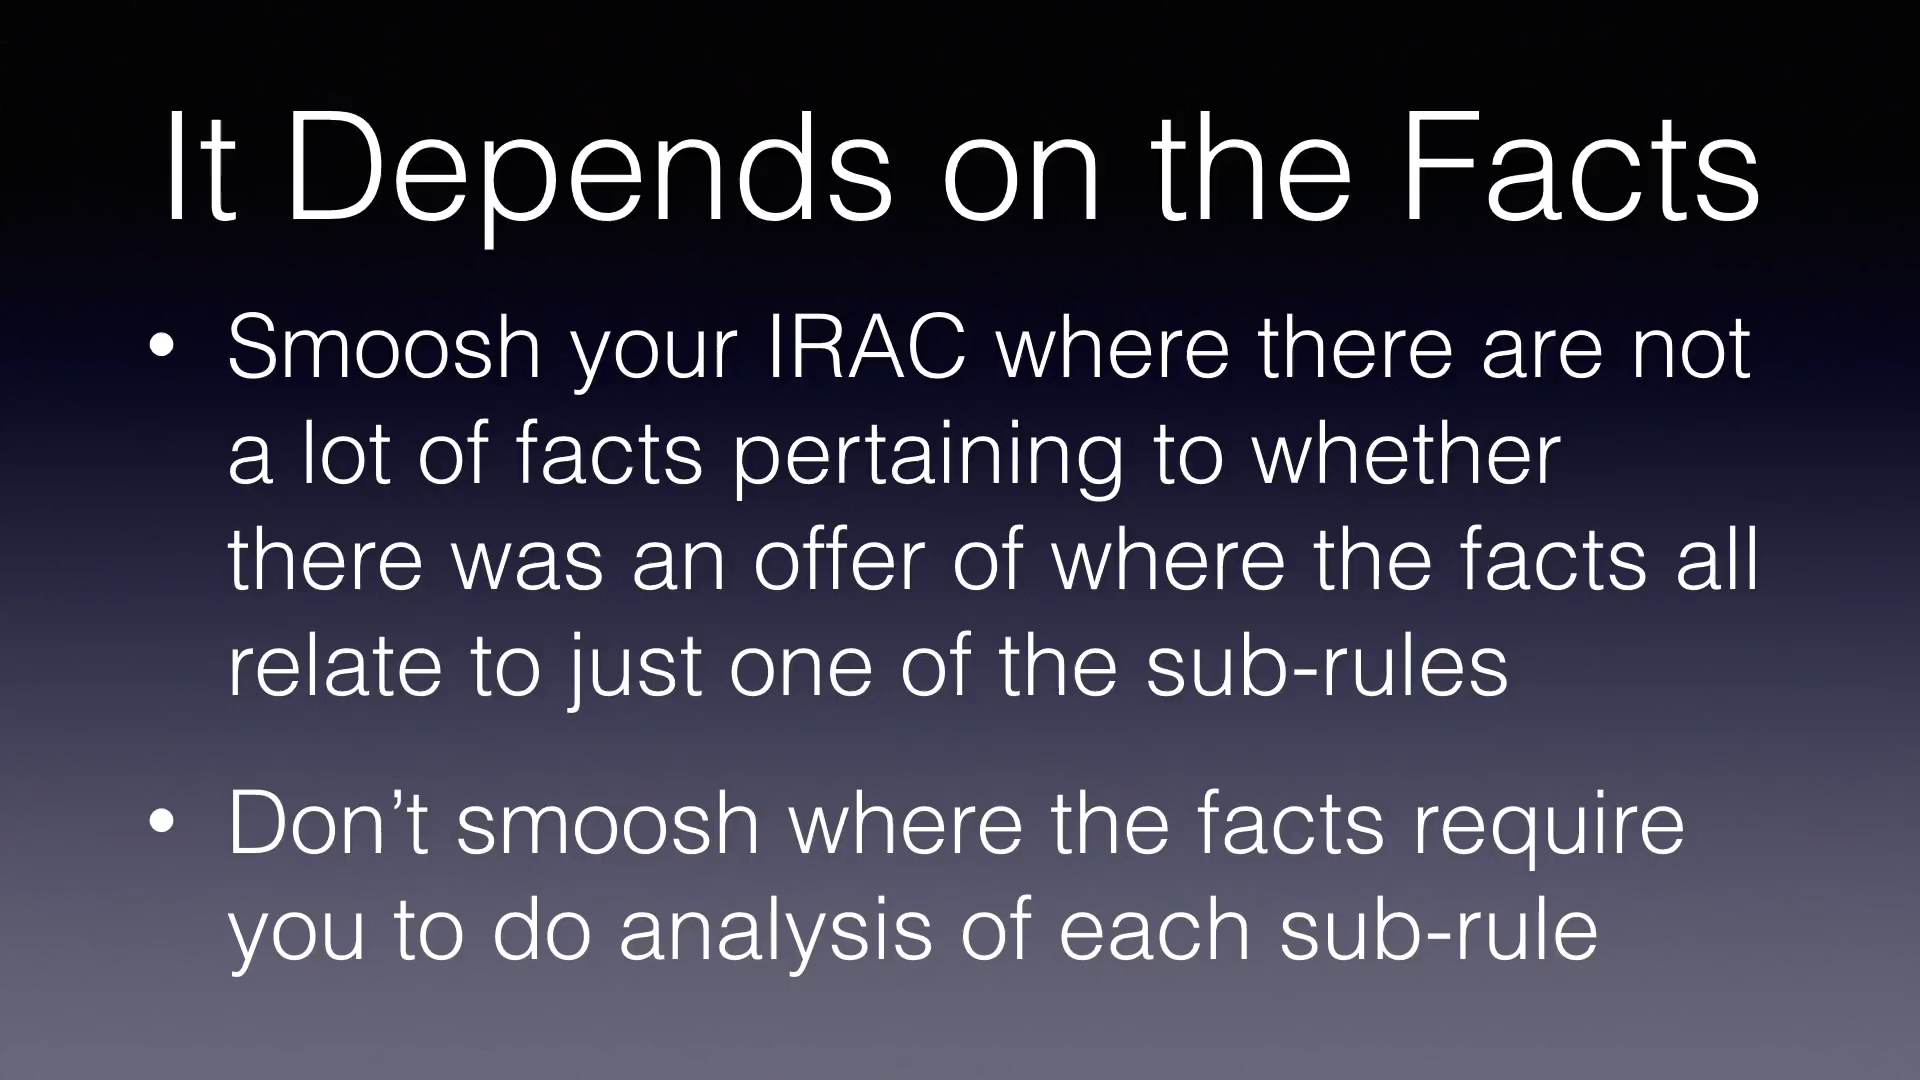 It Depends on the Facts
• Smoosh your IRAC where there are not
a lot of facts pertaining to whether
there was an offer of where the facts all
relate to just one of the sub-rules
• Don’t smoosh where the facts require
you to do analysis of each sub-rule